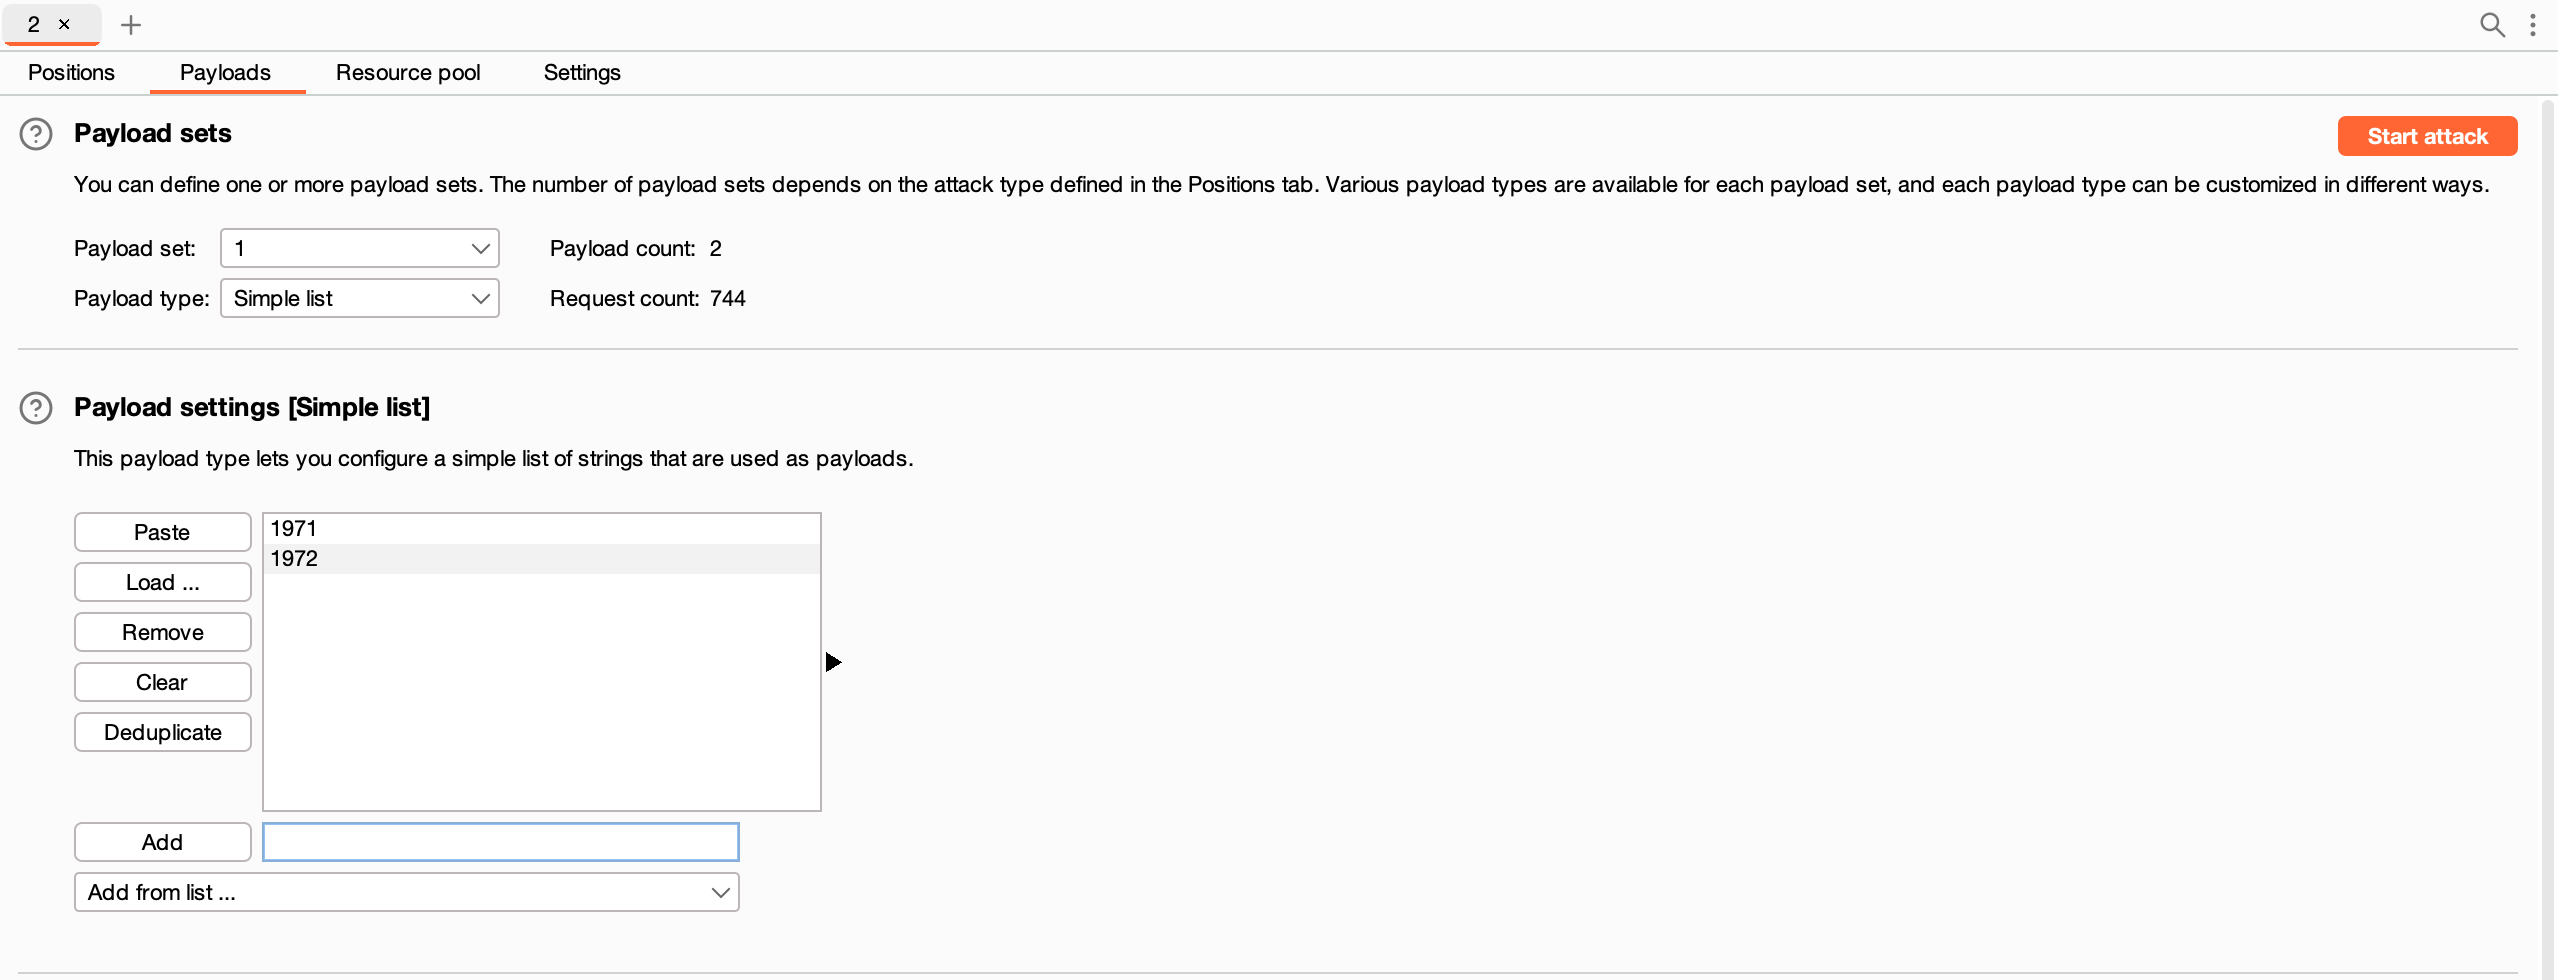 2 ×
Positions Payloads Resource pool Settings
Payload sets
Start attack
You can define one or more payload sets. The number of payload sets depends on the attack type defined in the Positions tab. Various payload types are available for each payload set, and each payload type can be customized in different ways.
Payload set: 1 Payload count: 2
Payload type: Simple list Request count: 744
Payload settings [Simple list]
This payload type lets you configure a simple list of strings that are used as payloads.
Paste
1971
1972
Load ...
Remove
Clear
Deduplicate
Add
Add from list ...